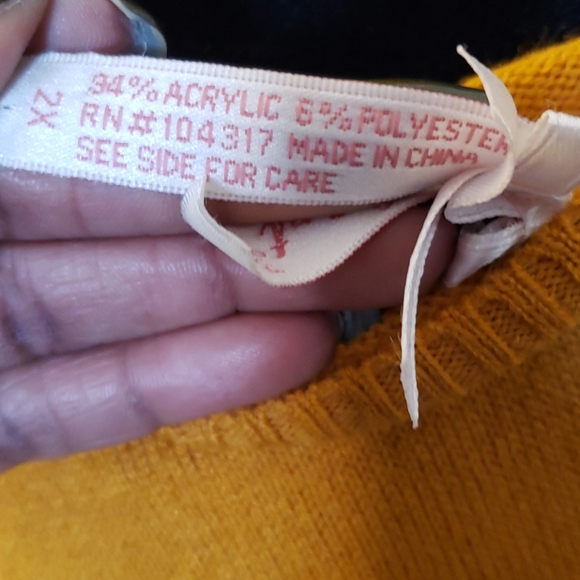 2X
94% ACRYLIC 6% POLYESTER
RN#104317 MADE IN CHINA
SEE SIDE FOR CARE